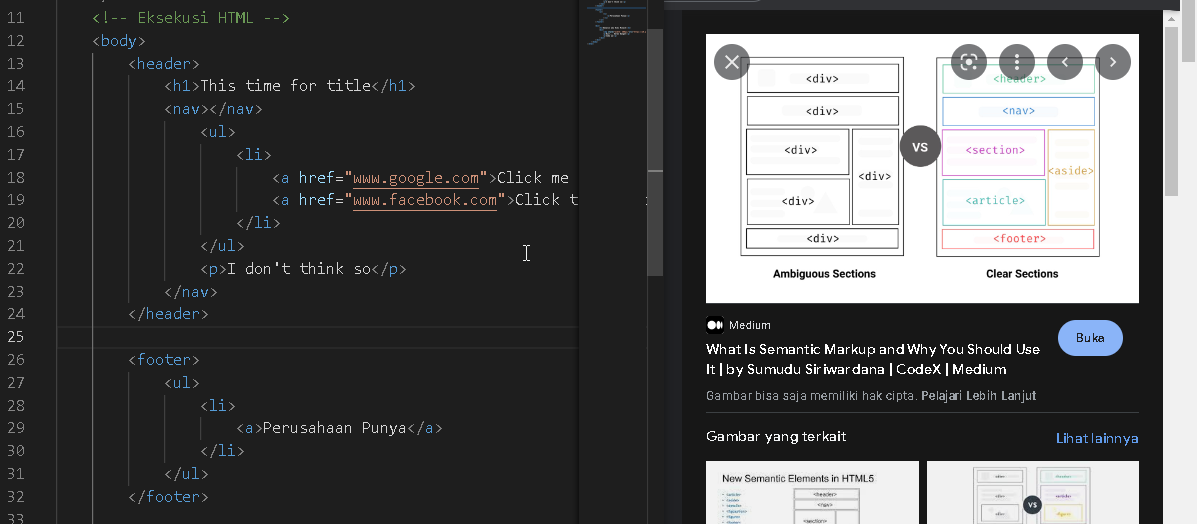 11 <!-- Eksekusi HTML -->
12 <body>
13 <header>
14 <h1>This time for title</h1>
15 <nav></nav>
16 <ul>
17 <li>
18 <a href="www.google.com">Click me
19 <a href="www.facebook.com">Click t
20 </li>
21 </ul>
22 <p>I don't think so</p>
23 </nav>
24 </header>
25
26 <footer>
27 <ul>
28 <li>
29 <a>Perusahaan Punya</a>
30 </li>
31 </ul>
32 </footer>
33
<div>
<div>
<div>
<div>
<div>
<div>
Ambiguous Sections
VS
<header>
<nav>
<section>
<aside>
<article>
<footer>
Clear Sections
Medium
What Is Semantic Markup and Why You Should Use
It | by Sumudu Siriwardana | CodeX | Medium
Buka
Gambar bisa saja memiliki hak cipta. Pelajari Lebih Lanjut
Gambar yang terkait
Lihat lainnya
New Semantic Elements in HTML5
<header>
<nav>
<section>
VS